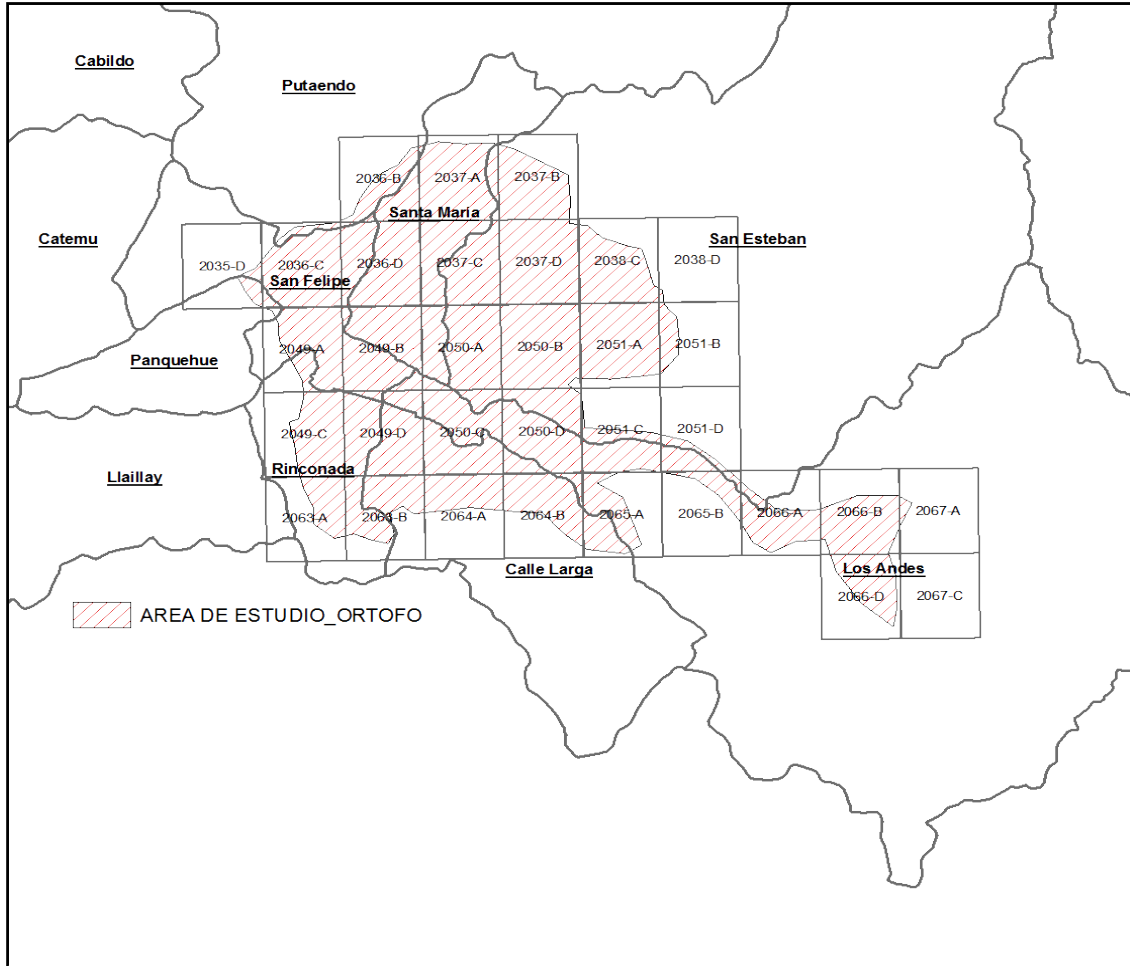 Cabildo
Putaendo
2036-B
2037-A
2037-B
Santa María
Catemu
San Esteban
2035-D
2036-C
2036-D
2037-C
2037-D
2038-C
2038-D
San Felipe
2049-A
2049-B
2050-A
2050-B
2051-A
2051-B
Panquehue
2049-C
2049-D
2050-C
2050-D
2051-C
2051-D
Rinconada
Llaillay
2063-A
2063-B
2064-A
2064-B
2065-A
2065-B
2066-A
2066-B
2067-A
Calle Larga
Los Andes
2066-D
2067-C
AREA DE ESTUDIO_ORTOFO